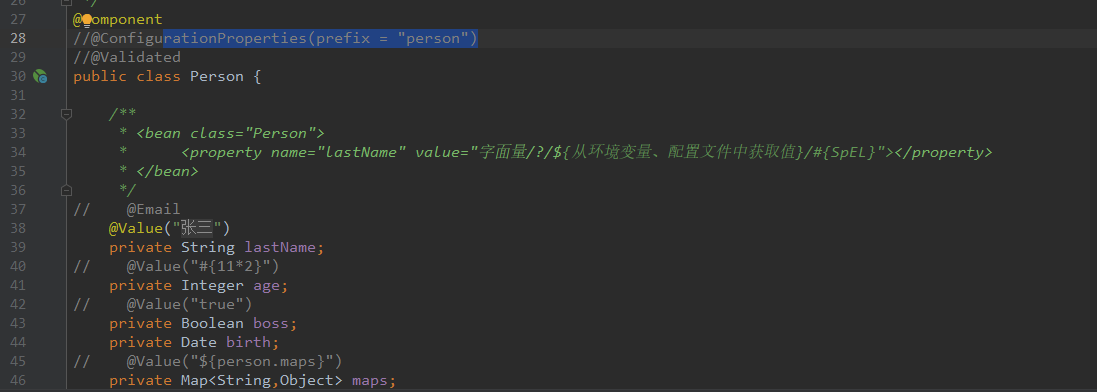 26 */
27 @Component
28 //@ConfigurationProperties(prefix = "person")
29 //@Validated
30 public class Person {
31
32 /**
33 * <bean class="Person">
34 * <property name="lastName" value="字面量/?/${从环境变量、配置文件中获取值}/#{SpEL}"></property>
35 * </bean>
36 */
37 // @Email
38 @Value("张三")
39 private String lastName;
40 // @Value("#{11*2}")
41 private Integer age;
42 // @Value("true")
43 private Boolean boss;
44 private Date birth;
45 // @Value("${person.maps}")
46 private Map<String,Object> maps;